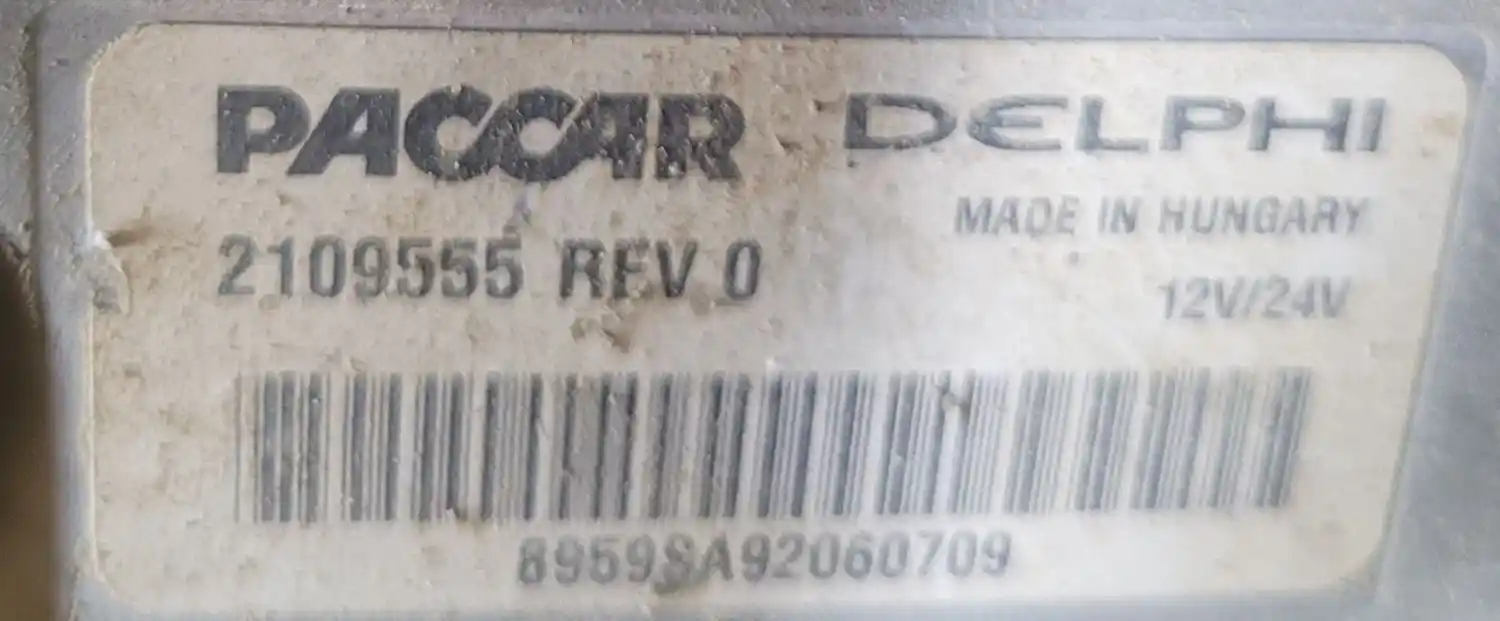 PACCAR DELPHI
MADE IN HUNGARY
2109555 REV 0
12V/24V
8959SA92060709